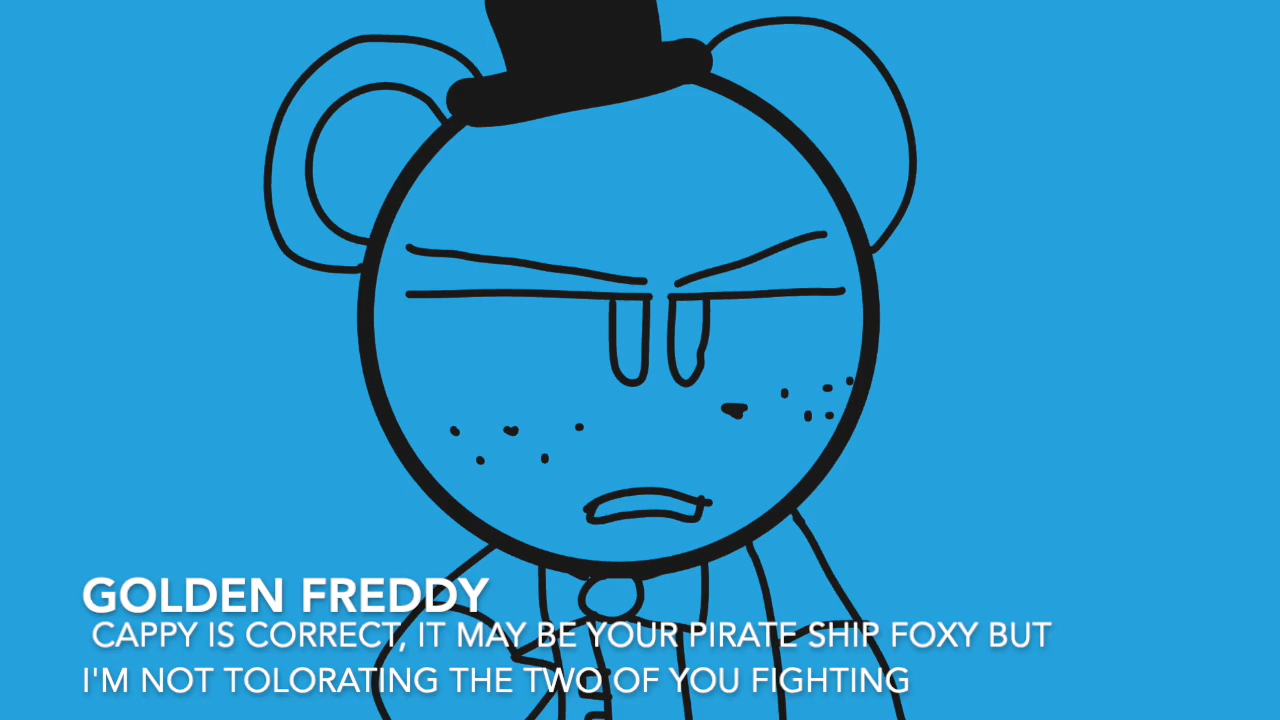 GOLDEN FREDDY
CAPPY IS CORRECT, IT MAY BE YOUR PIRATE SHIP FOXY BUT
I'M NOT TOLORATING THE TWO OF YOU FIGHTING